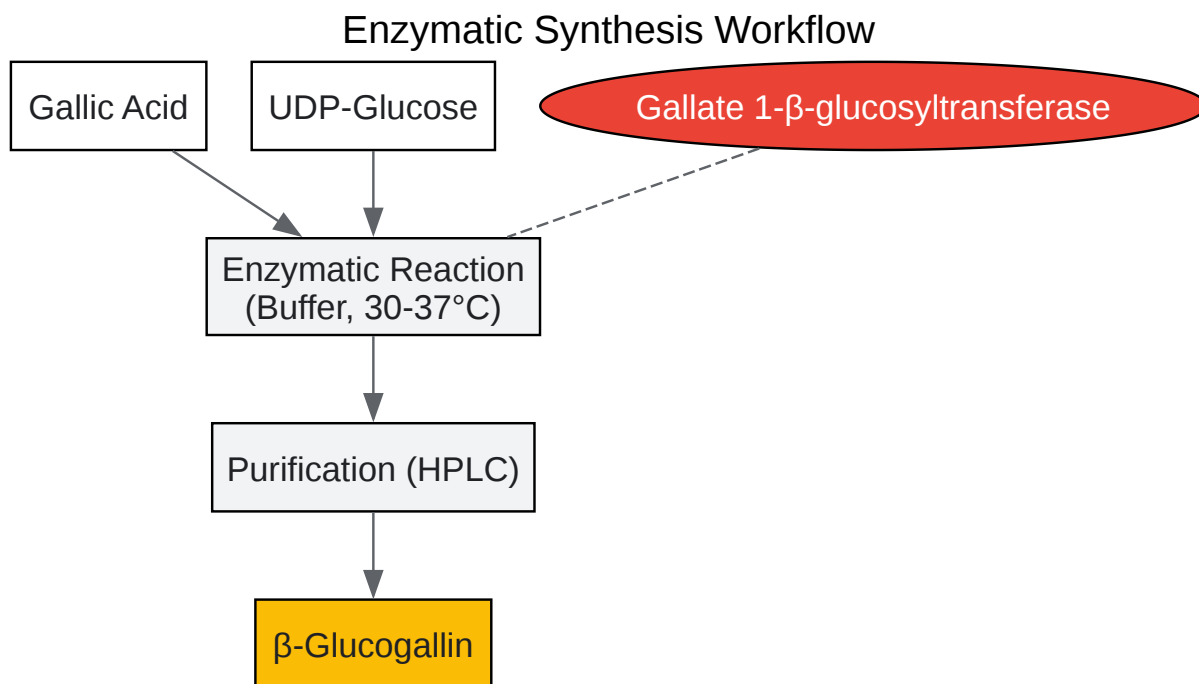 Enzymatic Synthesis Workflow
Gallic Acid
UDP-Glucose
Gallate 1-β-glucosyltransferase
Enzymatic Reaction
(Buffer, 30-37°C)
Purification (HPLC)
β-Glucogallin